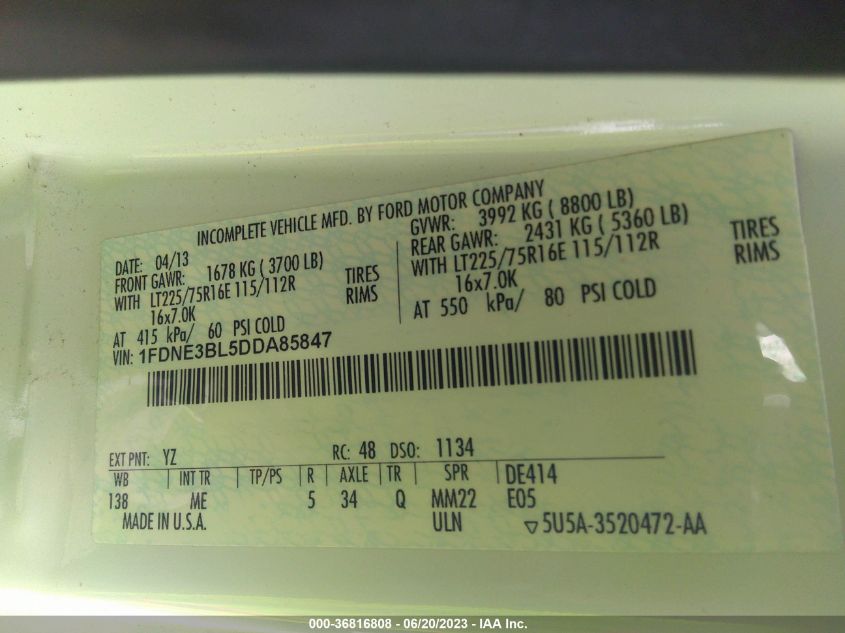 INCOMPLETE VEHICLE MFD. BY FORD MOTOR COMPANY
DATE: 04/13
FRONT GAWR: 1678 KG ( 3700 LB)
WITH LT225/75R16E 115/112R TIRES
16x7.0K RIMS
AT 415 kPa/ 60 PSI COLD
GVWR: 3992 KG ( 8800 LB)
REAR GAWR: 2431 KG ( 5360 LB)
WITH LT225/75R16E 115/112R TIRES
16x7.0K RIMS
AT 550 kPa/ 80 PSI COLD
VIN: 1FDNE3BL5DDA85847
EXT PNT: YZ RC: 48 DSO: 1134
WB INT TR TP/PS R AXLE TR SPR DE414
138 ME 5 34 Q MM22 E05
MADE IN U.S.A. ULN ▽5U5A-3520472-AA
000-36816808 - 06/20/2023 - IAA Inc.